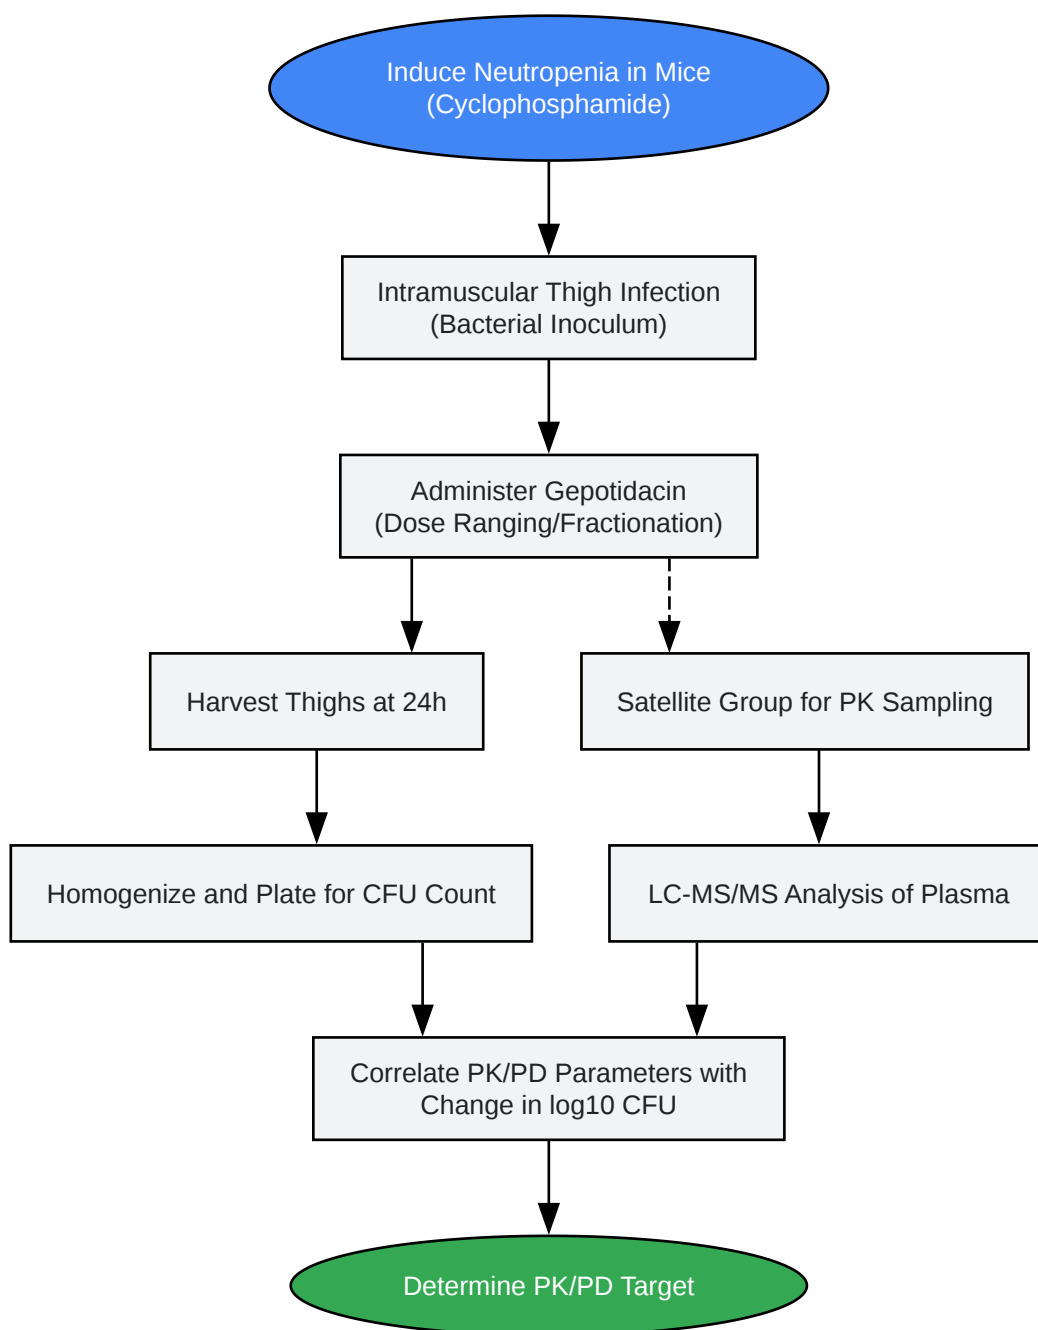 Induce Neutropenia in Mice
(Cyclophosphamide)
Intramuscular Thigh Infection
(Bacterial Inoculum)
Administer Gepotidacin
(Dose Ranging/Fractionation)
Harvest Thighs at 24h
Satellite Group for PK Sampling
Homogenize and Plate for CFU Count
LC-MS/MS Analysis of Plasma
Correlate PK/PD Parameters with
Change in log10 CFU
Determine PK/PD Target